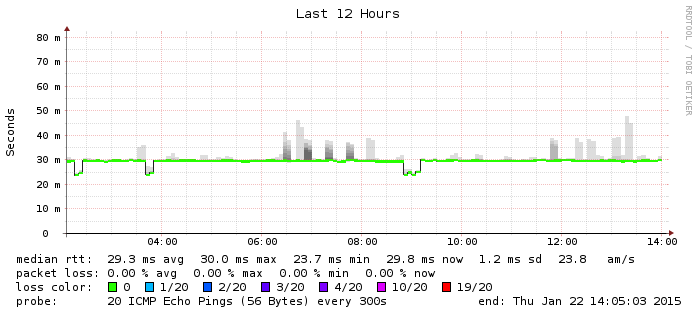 Last 12 Hours
RRDTOOL / TOBI OETIKER
Seconds
80 m
70 m
60 m
50 m
40 m
30 m
20 m
10 m
0
04:00 06:00 08:00 10:00 12:00 14:00
median rtt: 29.3 ms avg 30.0 ms max 23.7 ms min 29.8 ms now 1.2 ms sd 23.8 am/s
packet loss: 0.00 % avg 0.00 % max 0.00 % min 0.00 % now
loss color: 0 1/20 2/20 3/20 4/20 10/20 19/20
probe: 20 ICMP Echo Pings (56 Bytes) every 300s end: Thu Jan 22 14:05:03 2015